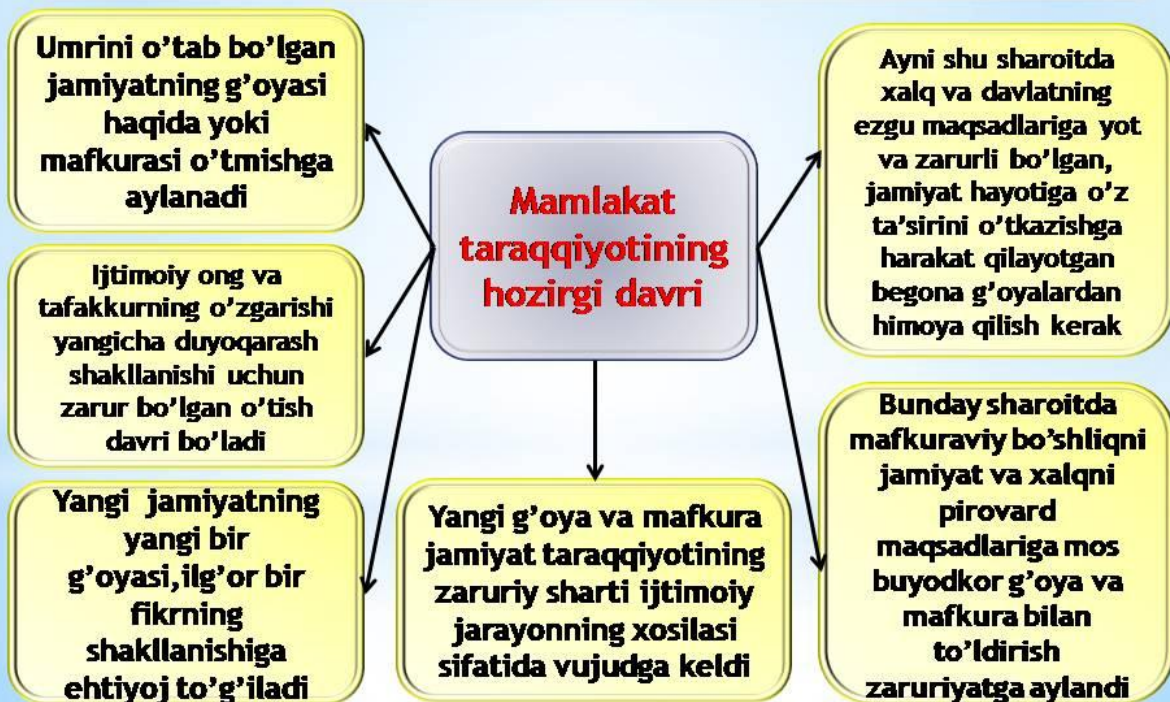 Umrini o’tab bo’lgan
jamiyatning g’oyasi
haqida yoki
mafkurasi o’tmishga
aylanadi
Ijtimoiy ong va
tafakkurning o’zgarishi
yangicha duyoqarash
shakllanishi uchun
zarur bo’lgan o’tish
davri bo’ladi
Yangi jamiyatning
yangi bir
g’oyasi,ilg’or bir
fikrning
shakllanishiga
ehtiyoj to’g’iladi
Mamlakat
taraqqiyotining
hozirgi davri
Yangi g’oya va mafkura
jamiyat taraqqiyotining
zaruriy sharti ijtimoiy
jarayonning xosilasi
sifatida vujudga keldi
Ayni shu sharoitda
xalq va davlatning
ezgu maqsadlariga yot
va zarurli bo’lgan,
jamiyat hayotiga o’z
ta’sirini o’tkazishga
harakat qilayotgan
begona g’oyalardan
himoya qilish kerak
Bunday sharoitda
mafkuraviy bo’shliqni
jamiyat va xalqni
pirovard
maqsadlariga mos
buyodkor g’oya va
mafkura bilan
to’ldirish
zaruriyatga aylandi